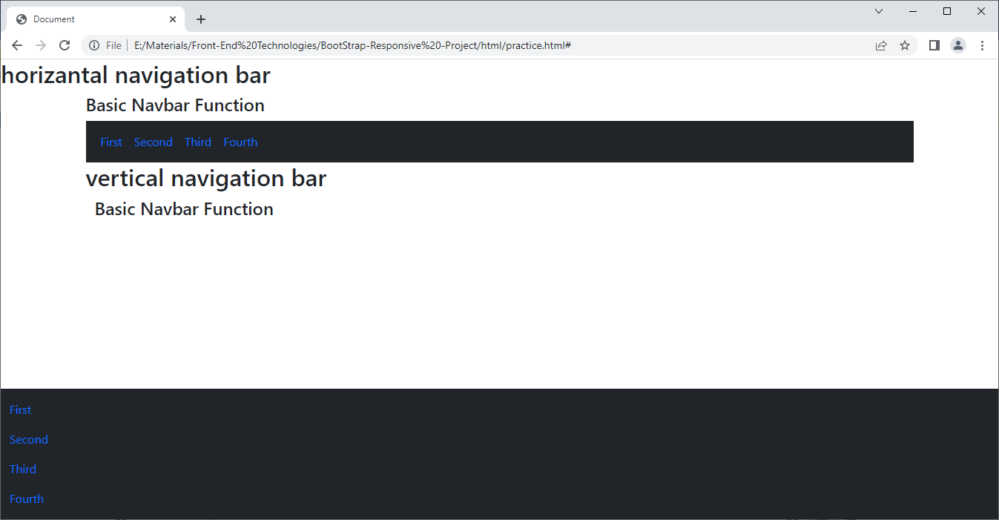 Document
File
E:/Materials/Front-End%20Technologies/BootStrap-Responsive%20-Project/html/practice.html#
horizantal navigation bar
Basic Navbar Function
First Second Third Fourth
vertical navigation bar
Basic Navbar Function
First
Second
Third
Fourth